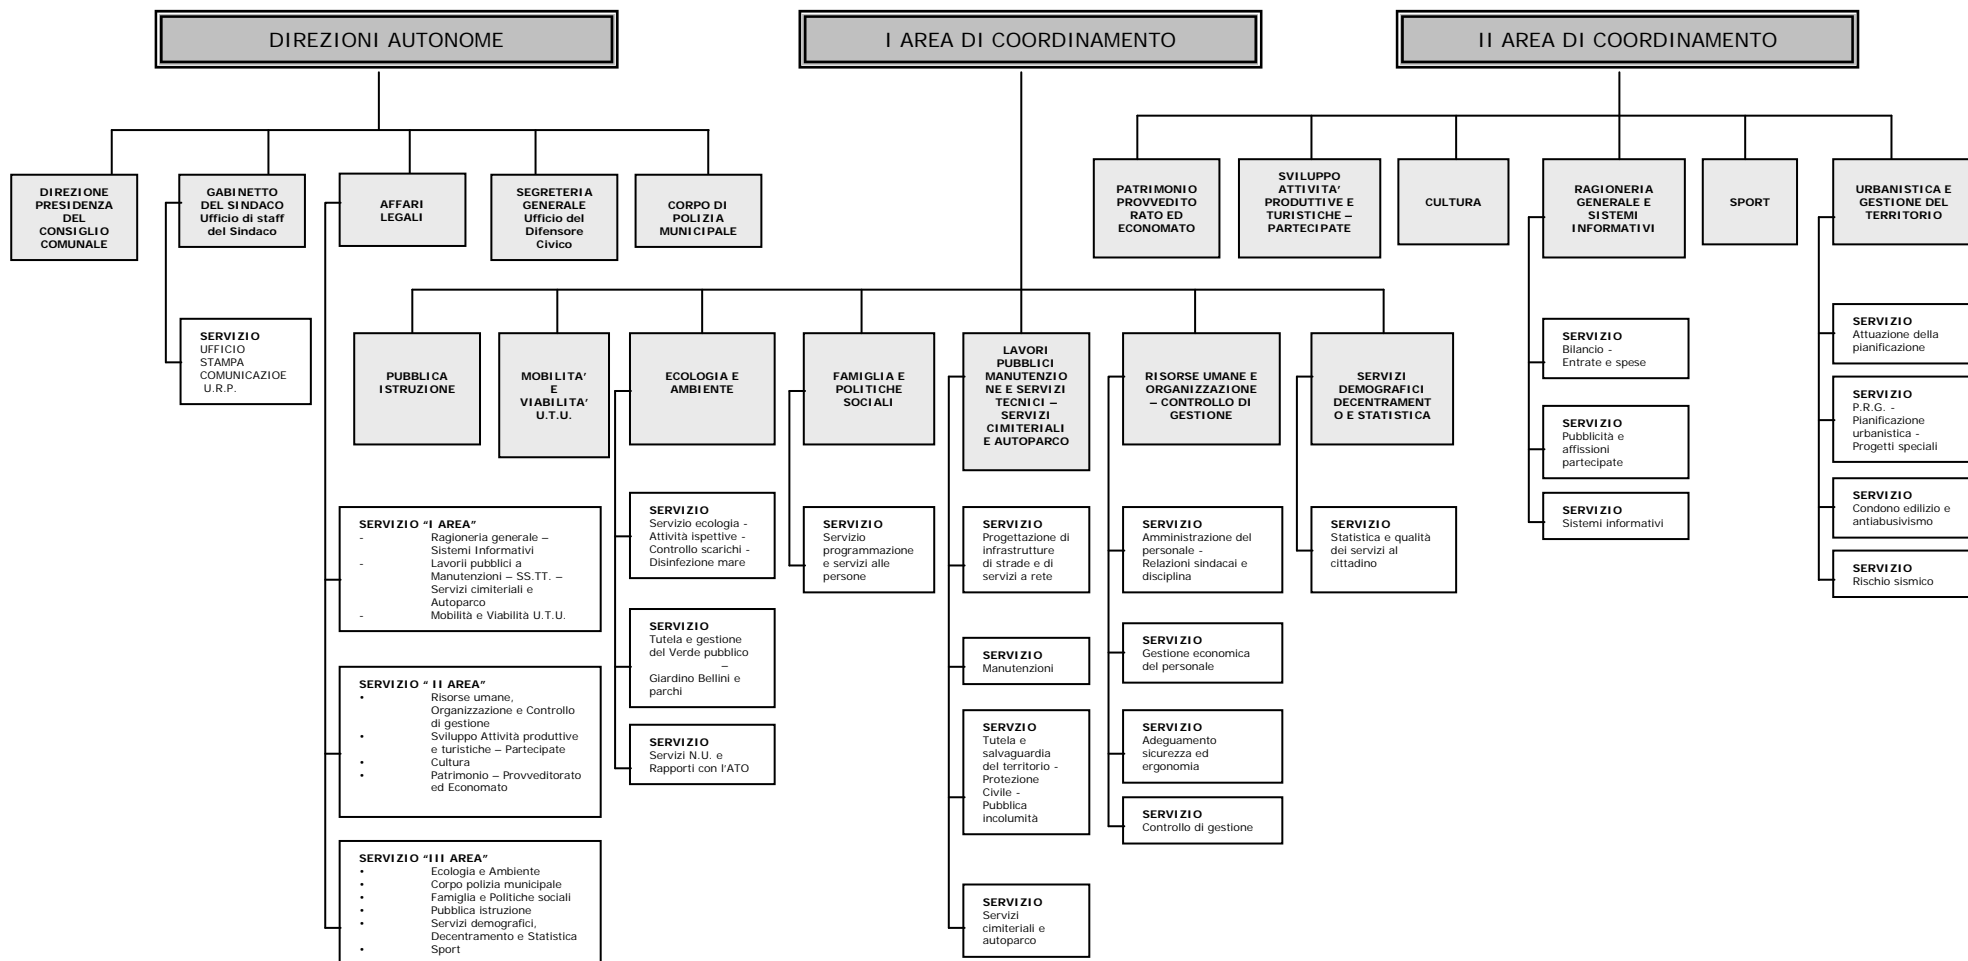 DIREZIONI AUTONOME
I AREA DI COORDINAMENTO
II AREA DI COORDINAMENTO
DIREZIONE
PRESIDENZA
DEL
CONSIGLIO
COMUNALE
GABINETTO
DEL SINDACO
Ufficio di staff
del Sindaco
AFFARI
LEGALI
SEGRETERIA
GENERALE
Ufficio del
Difensore
Civico
CORPO DI
POLIZIA
MUNICIPALE
PATRIMONIO
PROVVEDITO
RATO ED
ECONOMATO
SVILUPPO
ATTIVITA'
PRODUTTIVE E
TURISTICHE –
PARTECIPATE
CULTURA
RAGIONERIA
GENERALE E
SISTEMI
INFORMATIVI
SPORT
URBANISTICA E
GESTIONE DEL
TERRITORIO
SERVIZIO
UFFICIO
STAMPA
COMUNICAZIOE
U.R.P.
PUBBLICA
ISTRUZIONE
MOBILITA'
E
VIABILITA'
U.T.U.
ECOLOGIA E
AMBIENTE
FAMIGLIA E
POLITICHE
SOCIALI
LAVORI
PUBBLICI
MANUTENZIO
NE E SERVIZI
TECNICI –
SERVIZI
CIMITERIALI
E AUTOPARCO
RISORSE UMANE E
ORGANIZZAZIONE
– CONTROLLO DI
GESTIONE
SERVIZI
DEMOGRAFICI
DECENTRAMENT
O E STATISTICA
SERVIZIO
Bilancio -
Entrate e spese
SERVIZIO
Pubblicità e
affissioni
partecipate
SERVIZIO
Sistemi informativi
SERVIZIO
Attuazione della
pianificazione
SERVIZIO
P.R.G. -
Pianificazione
urbanistica -
Progetti speciali
SERVIZIO
Condono edilizio e
antiabusivismo
SERVIZIO
Rischio sismico
SERVIZIO "I AREA"
- Ragioneria generale –
Sistemi Informativi
- Lavorii pubblici a
Manutenzioni – SS.TT. –
Servizi cimiteriali e
Autoparco
- Mobilità e Viabilità U.T.U.
SERVIZIO " II AREA"
• Risorse umane,
Organizzazione e Controllo
di gestione
• Sviluppo Attività produttive
e turistiche – Partecipate
• Cultura
• Patrimonio – Provveditorato
ed Economato
SERVIZIO "III AREA"
• Ecologia e Ambiente
• Corpo polizia municipale
• Famiglia e Politiche sociali
• Pubblica istruzione
• Servizi demografici,
Decentramento e Statistica
• Sport
SERVIZIO
Servizio ecologia -
Attività ispettive -
Controllo scarichi -
Disinfezione mare
SERVIZIO
Tutela e gestione
del Verde pubblico
–
Giardino Bellini e
parchi
SERVIZIO
Servizi N.U. e
Rapporti con l'ATO
SERVIZIO
Servizio
programmazione
e servizi alle
persone
SERVIZIO
Progettazione di
infrastrutture
di strade e di
servizi a rete
SERVIZIO
Manutenzioni
SERVZIO
Tutela e
salvaguardia
del territorio -
Protezione
Civile -
Pubblica
incolumità
SERVIZIO
Servizi
cimiteriali e
autoparco
SERVIZIO
Amministrazione del
personale -
Relazioni sindacai e
disciplina
SERVIZIO
Gestione economica
del personale
SERVIZIO
Adeguamento
sicurezza ed
ergonomia
SERVIZIO
Controllo di gestione
SERVIZIO
Statistica e qualità
dei servizi al
cittadino